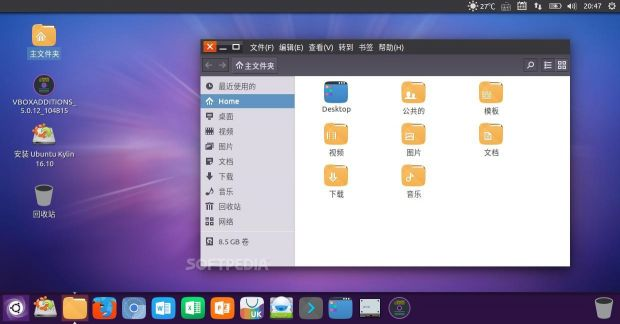 27℃ 20:47
主文件夹
VBOXADDITIONS_
5.0.12_104815
安装 Ubuntu Kylin
16.10
回收站
文件(F) 编辑(E) 查看(V) 转到 书签 帮助(H)
主文件夹
最近使用的
Home
桌面
视频
图片
文档
下载
音乐
回收站
网络
8.5 GB 卷
Desktop
公共的
模板
视频
图片
文档
下载
音乐
SOFTPEDIA
W
P
UK